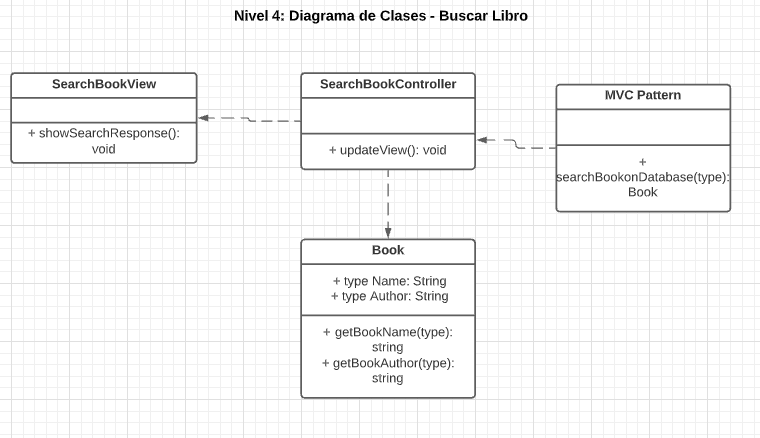 Nivel 4: Diagrama de Clases - Buscar Libro
SearchBookView
+ showSearchResponse():
void
SearchBookController
+ updateView(): void
MVC Pattern
+
searchBookonDatabase(type):
Book
Book
+ type Name: String
+ type Author: String
+ getBookName(type):
string
+ getBookAuthor(type):
string